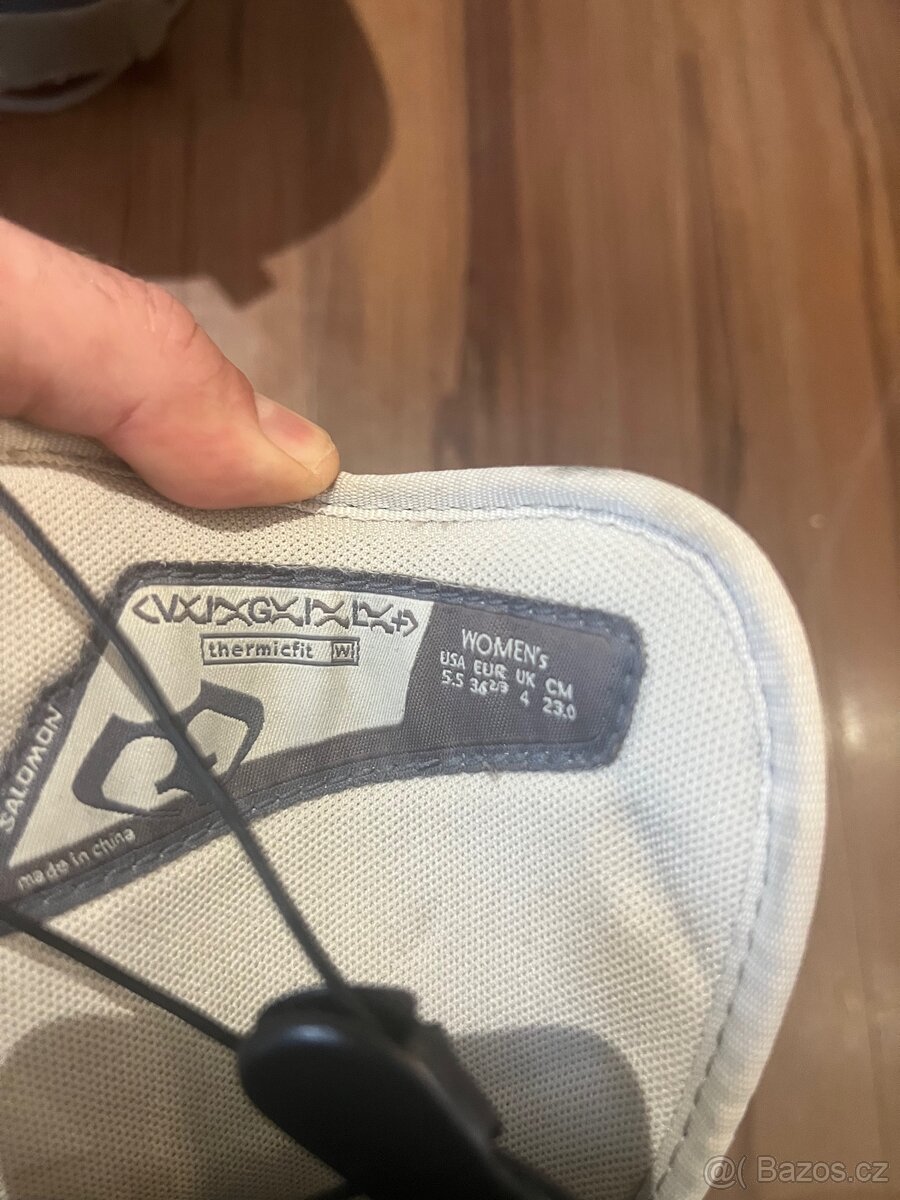 thermicfit W
WOMEN's
USA EUR UK CM
5.5 36 2/3 4 23.0
SALOMON
made in china
@( Bazos.cz